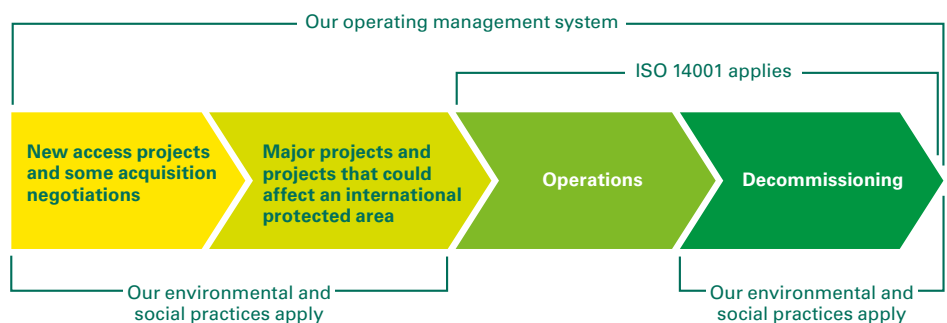 Our operating management system
ISO 14001 applies
New access projects
and some acquisition
negotiations
Major projects and
projects that could
affect an international
protected area
Operations
Decommissioning
Our environmental and
social practices apply
Our environmental and
social practices apply